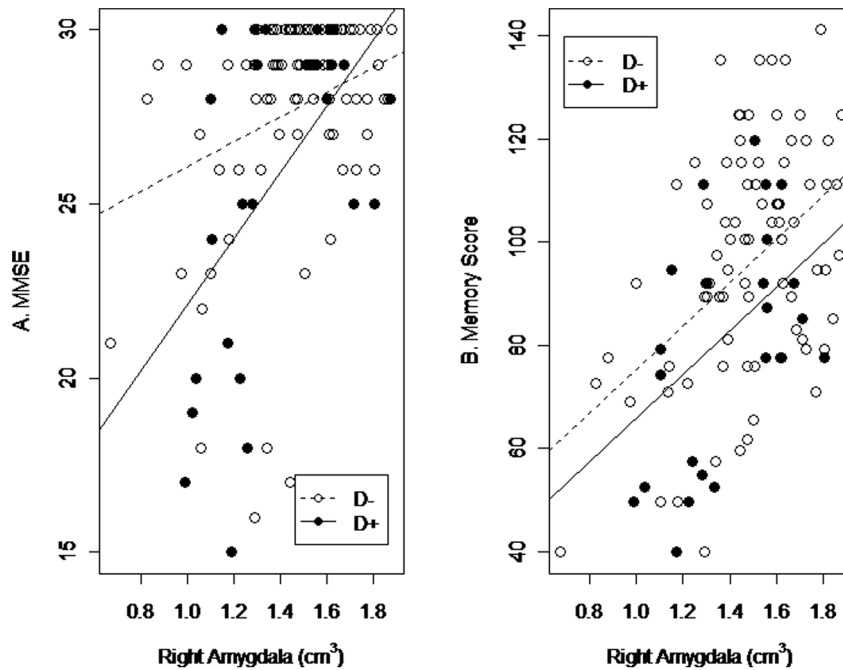 A. MMSE
30
25
20
15
D-
D+
0.8 1.0 1.2 1.4 1.6 1.8
Right Amygdala (cm³)
B. Memory Score
140
120
100
80
60
40
D-
D+
0.8 1.0 1.2 1.4 1.6 1.8
Right Amygdala (cm³)